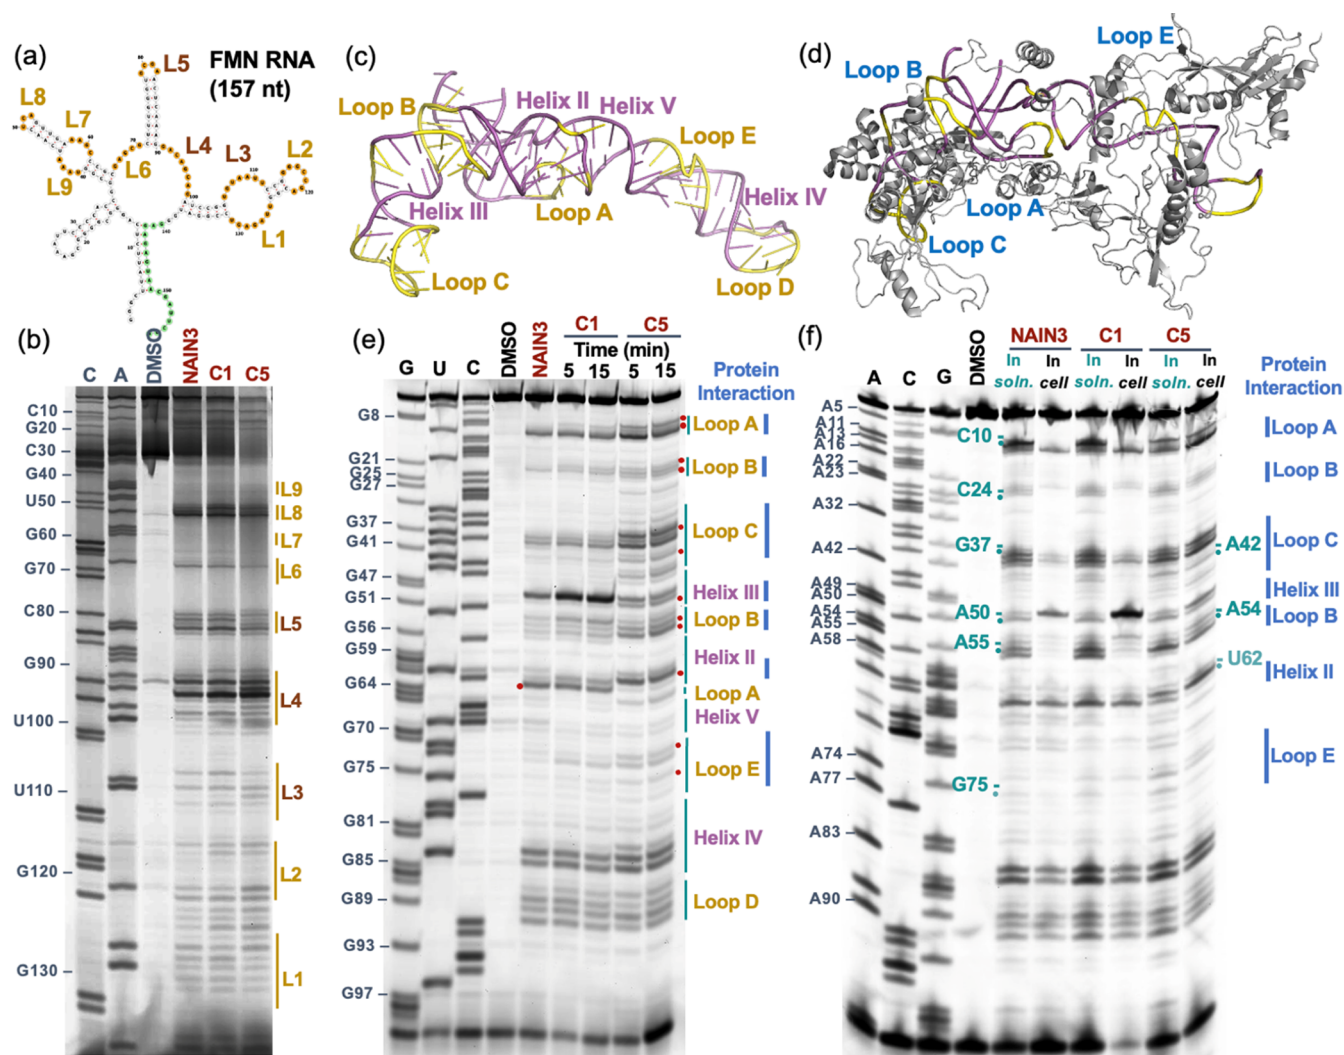 (a)
L5
FMN RNA
(157 nt)
L8
L7
L6
L4
L3
L2
L9
L1
(c)
Loop B
Helix II
Helix V
Loop E
Helix III
Loop A
Helix IV
Loop C
Loop D
(d)
Loop E
Loop B
Loop A
Loop C
(b)
C
A
DMSO
NAIN3
C1
C5
C10
G20
C30
G40
U50
G60
G70
C80
G90
U100
U110
G120
G130
L9
L8
L7
L6
L5
L4
L3
L2
L1
(e)
G
U
C
DMSO
NAIN3
C1
C5
Time (min)
5 15 5 15
Protein
Interaction
G8
G21
G25
G27
G37
G41
G47
G51
G56
G59
G64
G70
G75
G81
G85
G89
G93
G97
Loop A
Loop B
Loop C
Helix III
Loop B
Helix II
Loop A
Helix V
Loop E
Helix IV
Loop D
(f)
A
C
G
DMSO
NAIN3
C1
C5
In In In In In In
soln. cell soln. cell soln. cell
Protein
Interaction
A5
A11
A13
A16
A22
A23
A32
A42
A49
A50
A54
A55
A58
A74
A77
A83
A90
C10
C24
G37
A50
A55
G75
A42
A54
U62
Loop A
Loop B
Loop C
Helix III
Loop B
Helix II
Loop E